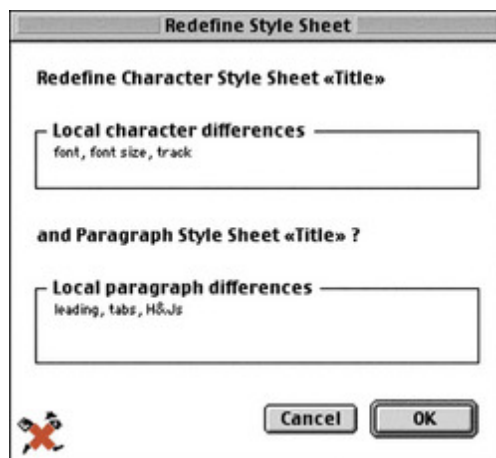 Redefine Style Sheet
Redefine Character Style Sheet «Title»
Local character differences
font, font size, track
and Paragraph Style Sheet «Title» ?
Local paragraph differences
leading, tabs, H&Js
Cancel OK